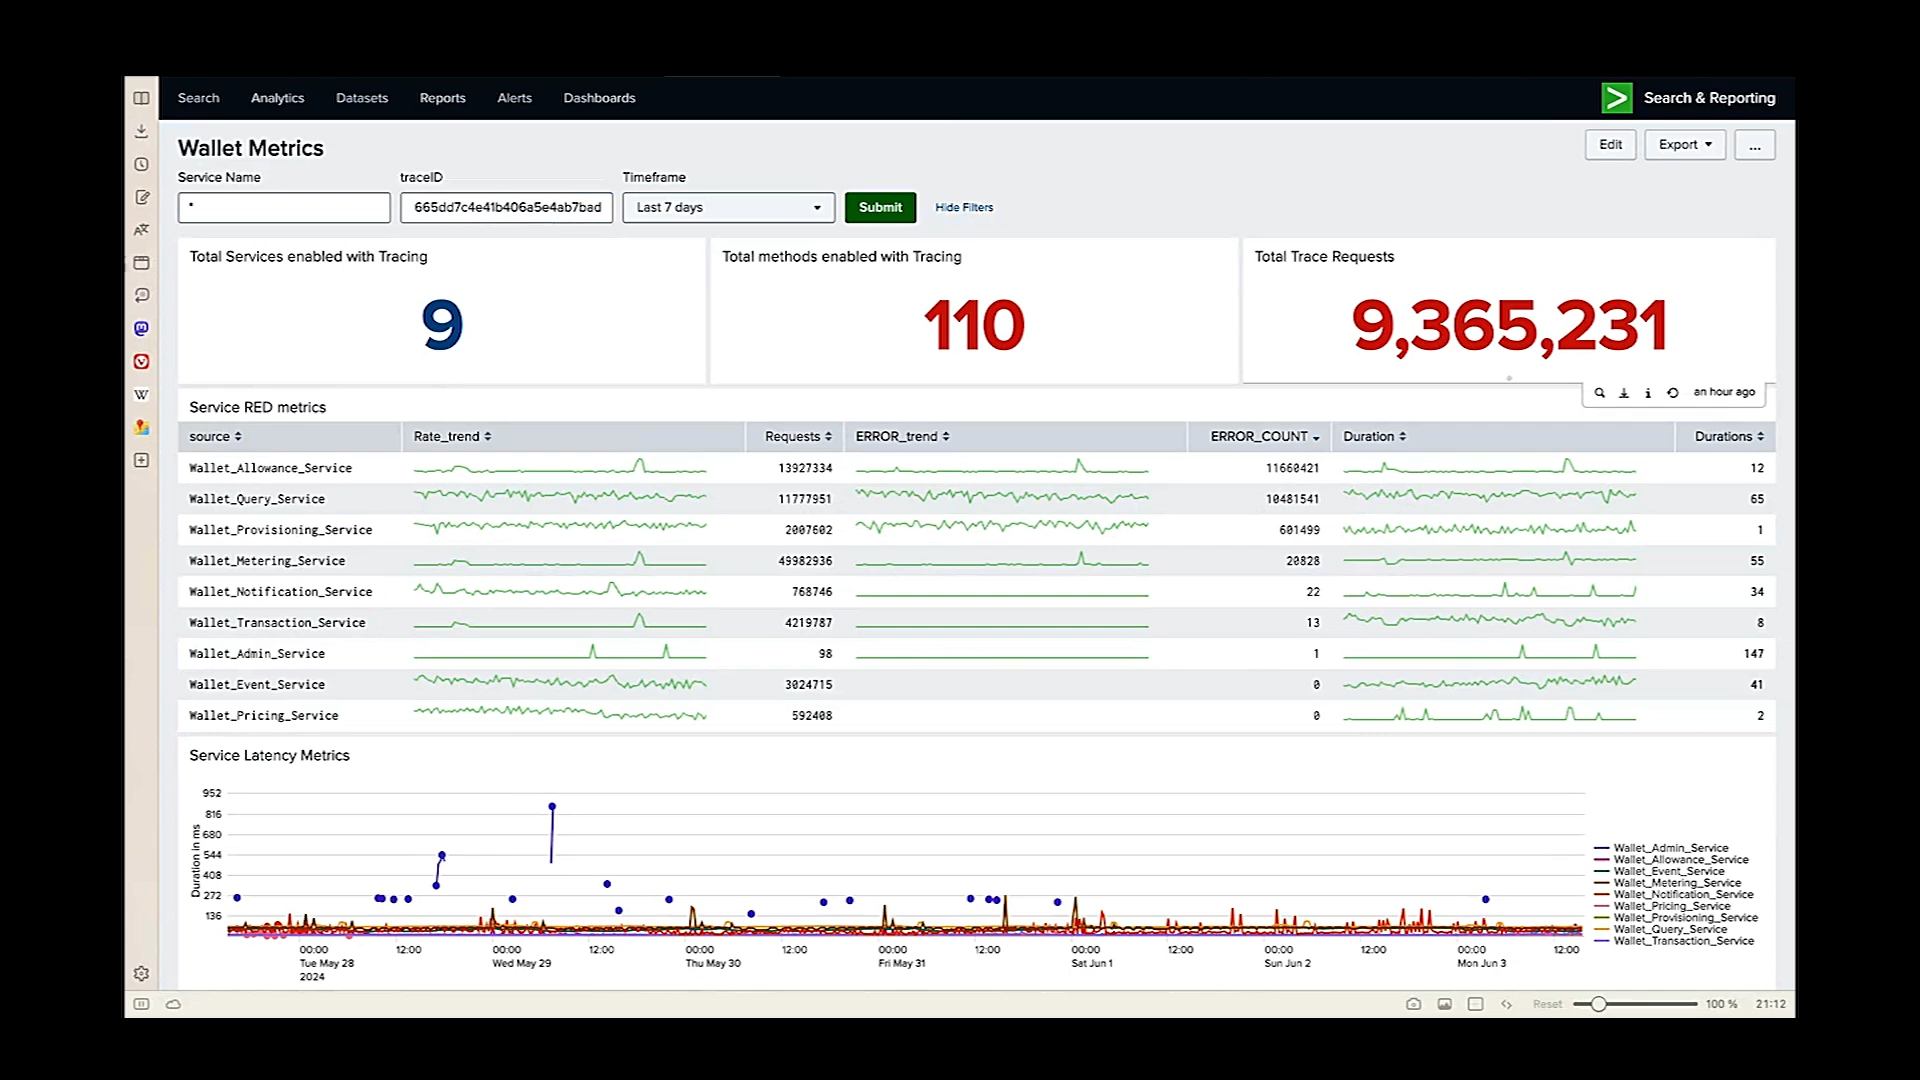 Search Analytics Datasets Reports Alerts Dashboards Search & Reporting
Wallet Metrics Edit Export ...
Service Name traceID Timeframe
* 665dd7c4e41b406a5e4ab7bad Last 7 days Submit Hide Filters
Total Services enabled with Tracing Total methods enabled with Tracing Total Trace Requests
9 110 9,365,231
an hour ago
Service RED metrics
source Rate_trend Requests ERROR_trend ERROR_COUNT Duration Durations
Wallet_Allowance_Service 13927334 11660421 12
Wallet_Query_Service 11777951 10481541 65
Wallet_Provisioning_Service 2007602 601499 1
Wallet_Metering_Service 49982936 20828 55
Wallet_Notification_Service 768746 22 34
Wallet_Transaction_Service 4219787 13 8
Wallet_Admin_Service 98 1 147
Wallet_Event_Service 3024715 0 41
Wallet_Pricing_Service 592408 0 2
Service Latency Metrics
Duration in ms
952
816
680
544
408
272
136
00:00 12:00 00:00 12:00 00:00 12:00 00:00 12:00 00:00 12:00 00:00 12:00 00:00 12:00
Tue May 28 Wed May 29 Thu May 30 Fri May 31 Sat Jun 1 Sun Jun 2 Mon Jun 3
2024
Wallet_Admin_Service
Wallet_Allowance_Service
Wallet_Event_Service
Wallet_Metering_Service
Wallet_Notification_Service
Wallet_Pricing_Service
Wallet_Provisioning_Service
Wallet_Query_Service
Wallet_Transaction_Service
Reset 100 % 21:12